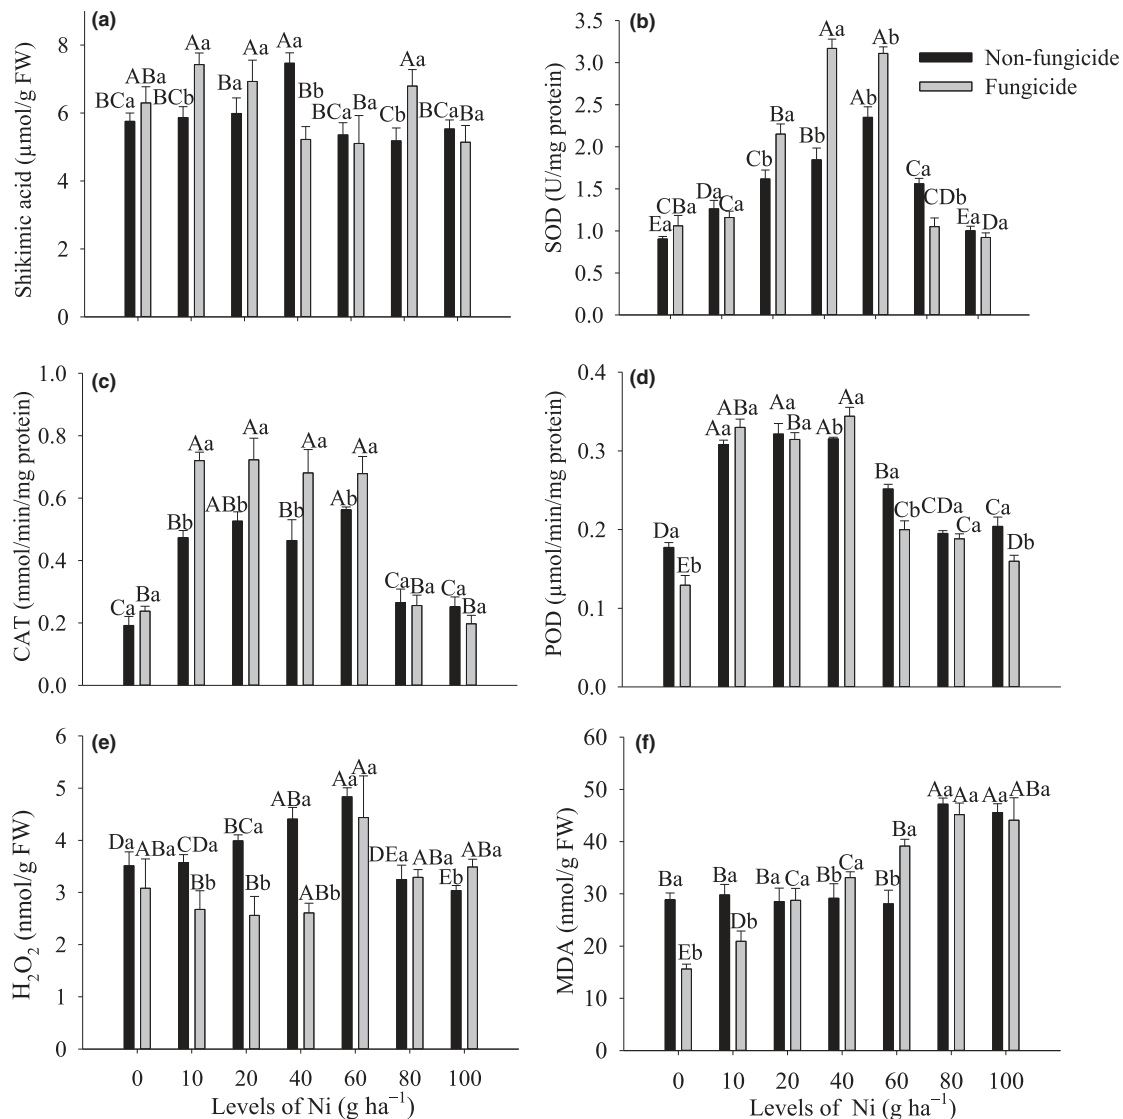 (a)
Shikimic acid (µmol/g FW)
8
6
4
2
0
BCa ABa BCb Aa Ba Aa Aa Bb BCa Ba Cb Aa BCa Ba
(b)
SOD (U/mg protein)
3.5
3.0
2.5
2.0
1.5
1.0
0.5
0.0
Ea CBa Da Ca Cb Ba Bb Aa Ab Ab Ca CDb Ea Da
Non-fungicide
Fungicide
(c)
CAT (nmol/min/mg protein)
1.0
0.8
0.6
0.4
0.2
0.0
Ca Ba Bb Aa ABb Aa Bb Aa Ab Aa Ca Ba Ca Ba
(d)
POD (µmol/min/mg protein)
0.4
0.3
0.2
0.1
0.0
Da Eb Aa ABa Aa Ba Ab Aa Ba Cb CDa Ca Ca Db
(e)
H₂O₂ (nmol/g FW)
6
5
4
3
2
1
0
Da ABa CDa Bb BCa Bb ABa ABb Aa Aa DEa ABa Eb ABa
0 10 20 40 60 80 100
Levels of Ni (g ha⁻¹)
(f)
MDA (nmol/g FW)
60
50
40
30
20
10
0
Ba Eb Ba Db Ba Ca Bb Ca Bb Ba Aa Aa Aa ABa
0 10 20 40 60 80 100
Levels of Ni (g ha⁻¹)